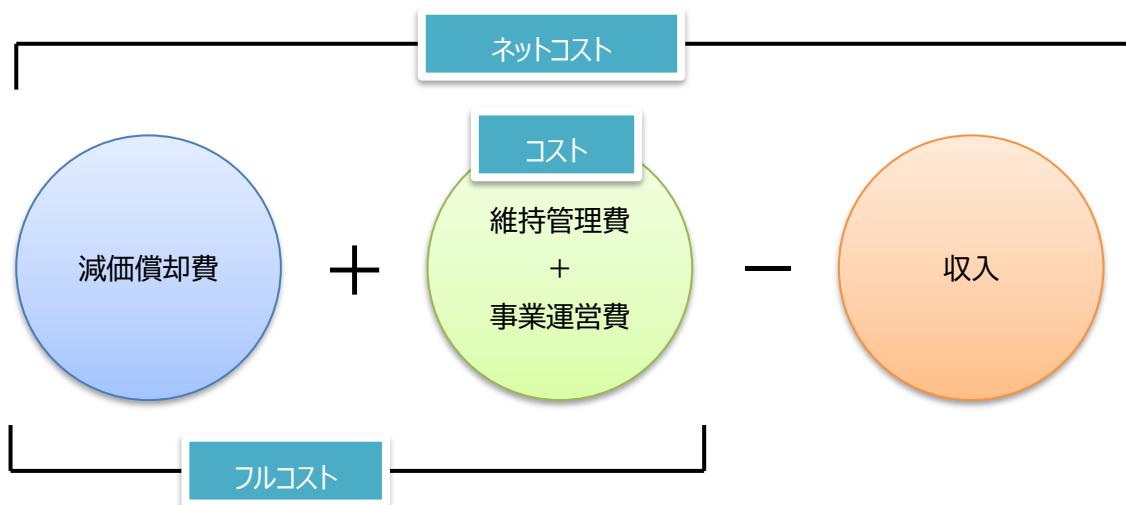 ネットコスト
コスト
減価償却費
＋
維持管理費
+
事業運営費
－
収入
フルコスト